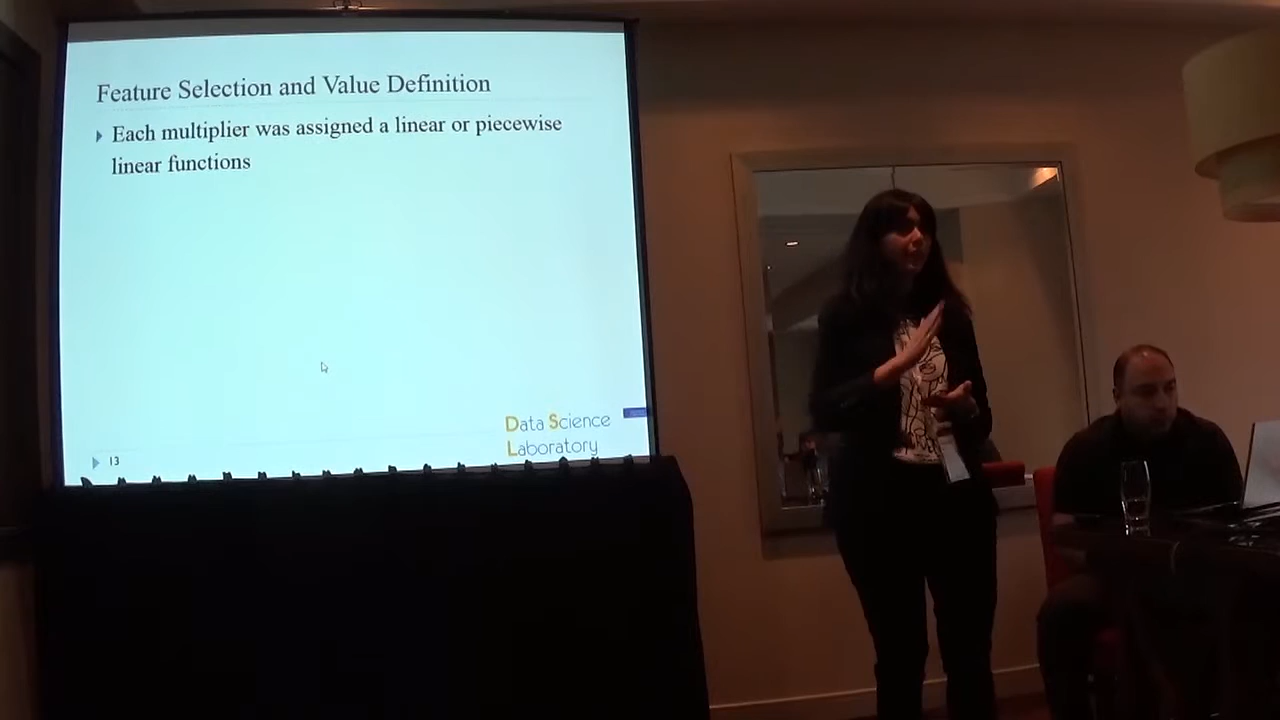 Feature Selection and Value Definition
Each multiplier was assigned a linear or piecewise
linear functions
Data Science
Laboratory
13